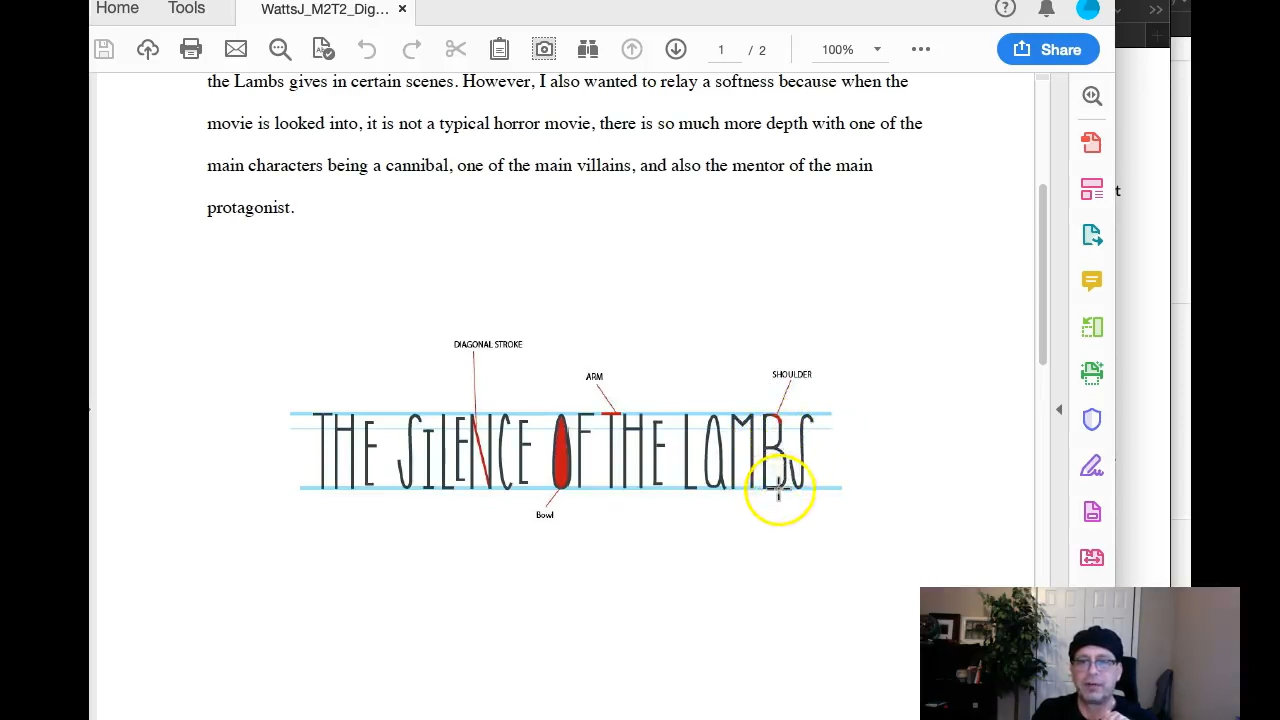 Home Tools WattsJ_M2T2_Dig... ×
1 / 2 100% Share
the Lambs gives in certain scenes. However, I also wanted to relay a softness because when the
movie is looked into, it is not a typical horror movie, there is so much more depth with one of the
main characters being a cannibal, one of the main villains, and also the mentor of the main
protagonist.
DIAGONAL STROKE
ARM
SHOULDER
THE SiLENCE OF THE LAMBS
Bowl
t